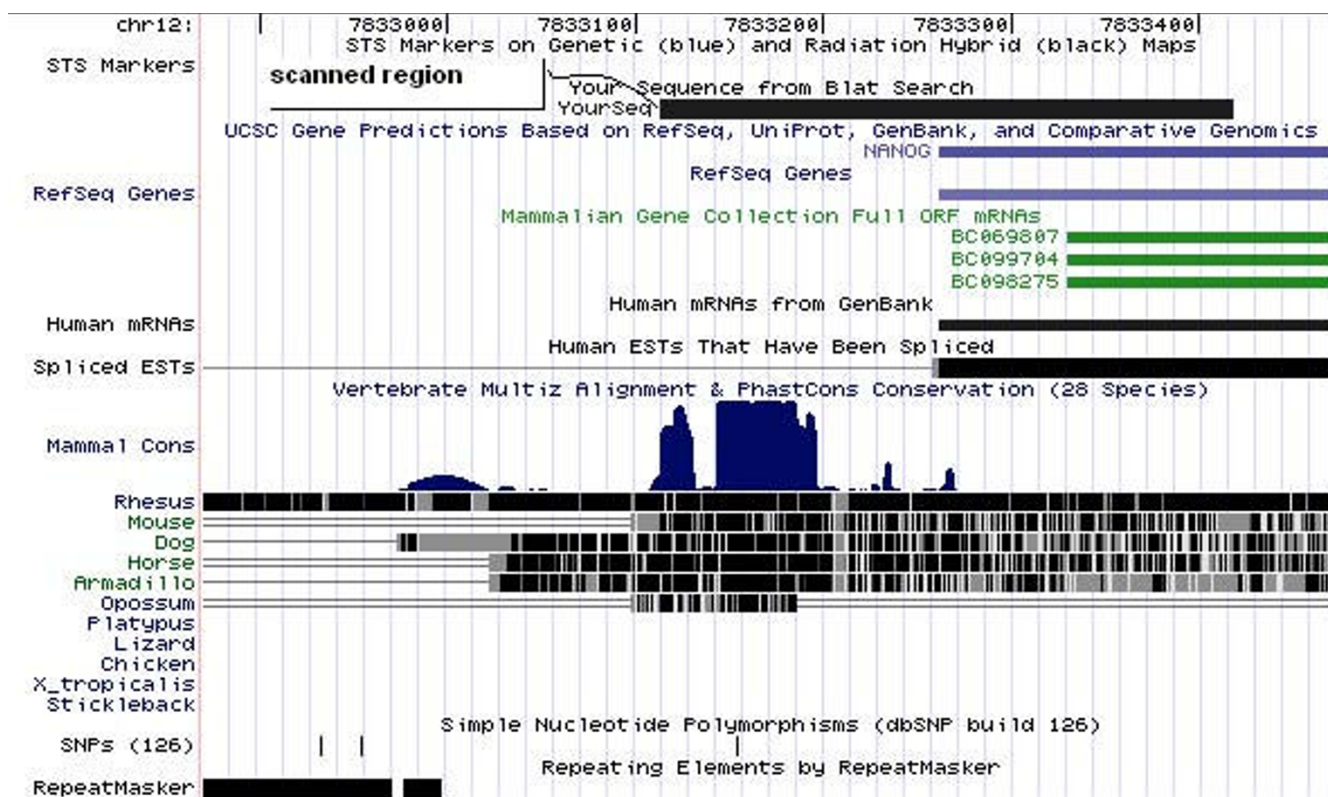 chr12: 7833000 7833100 7833200 7833300 7833400
STS Markers on Genetic (blue) and Radiation Hybrid (black) Maps
STS Markers
scanned region
Your Sequence from Blat Search
YourSeq
UCSC Gene Predictions Based on RefSeq, UniProt, GenBank, and Comparative Genomics
NANOG
RefSeq Genes
RefSeq Genes
Mammalian Gene Collection Full ORF mRNAs
BC069807
BC099704
BC098275
Human mRNAs from GenBank
Human mRNAs
Human ESTs That Have Been Spliced
Spliced ESTs
Vertebrate Multiz Alignment & PhastCons Conservation (28 Species)
Mammal Cons
Rhesus
Mouse
Dog
Horse
Armadillo
Opossum
Platypus
Lizard
Chicken
X_tropicalis
Stickleback
Simple Nucleotide Polymorphisms (dbSNP build 126)
SNPs (126)
Repeating Elements by RepeatMasker
RepeatMasker